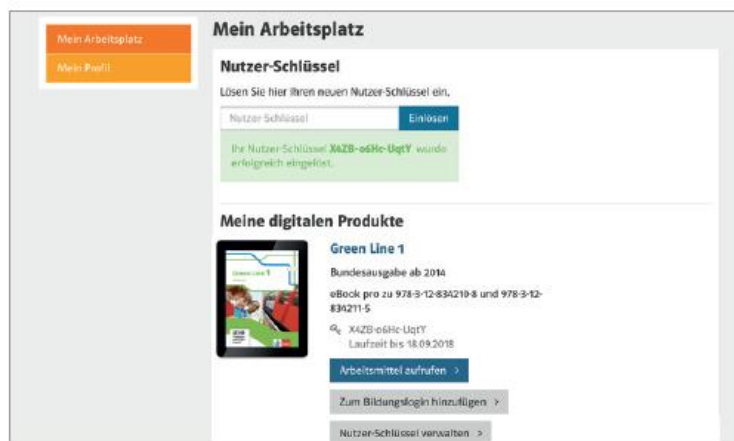 Mein Arbeitsplatz
Mein Profil
Mein Arbeitsplatz
Nutzer-Schlüssel
Lösen Sie hier Ihren neuen Nutzer-Schlüssel ein.
Nutzer-Schlüssel
Einlösen
Ihr Nutzer-Schlüssel X4ZB-o6Hc-UqtY wurde
erfolgreich eingelöst.
Meine digitalen Produkte
Green Line 1
Green Line 1
Bundesausgabe ab 2014
eBook pro zu 978-3-12-834210-8 und 978-3-12-
834211-5
X4ZB-o6Hc-UqtY
Laufzeit bis 18.09.2018
Arbeitsmittel aufrufen >
Zum Bildungslogin hinzufügen >
Nutzer-Schlüssel verwalten >